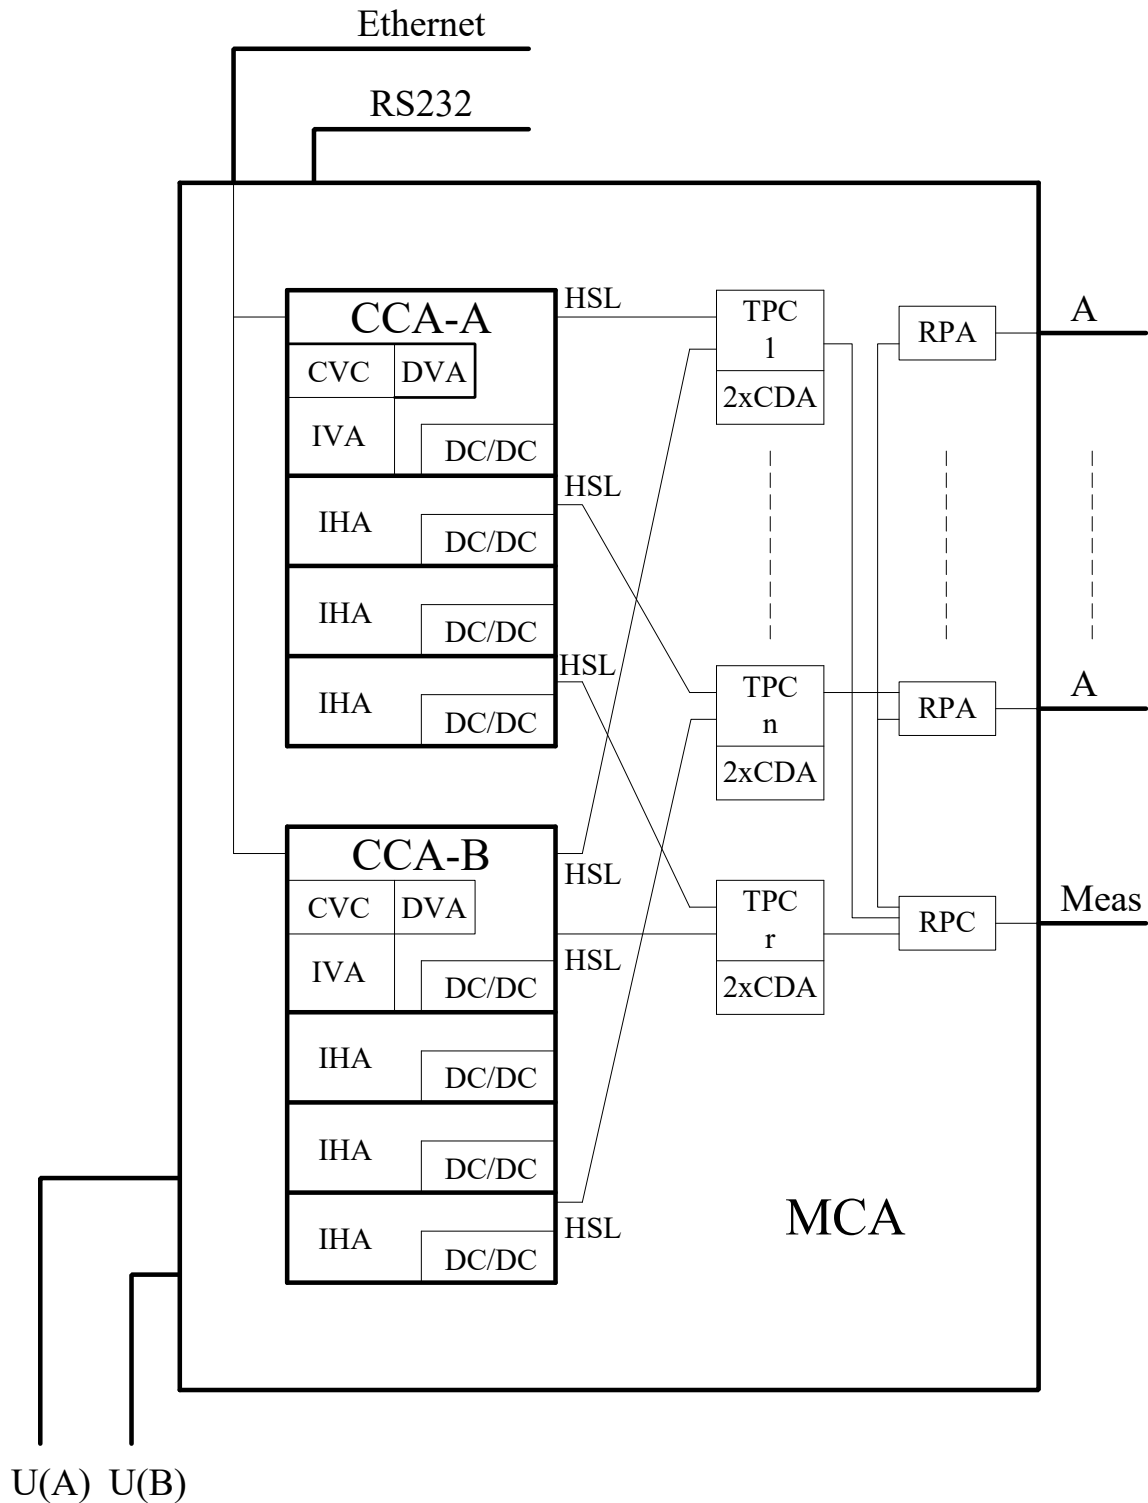 Ethernet
RS232
CCA-A
CVC
DVA
IVA
DC/DC
IHA
DC/DC
IHA
DC/DC
IHA
DC/DC
HSL
HSL
HSL
TPC
1
2xCDA
RPA
A
TPC
n
2xCDA
RPA
A
CCA-B
CVC
DVA
IVA
DC/DC
IHA
DC/DC
IHA
DC/DC
IHA
DC/DC
HSL
HSL
HSL
TPC
r
2xCDA
RPC
Meas
MCA
U(A)
U(B)